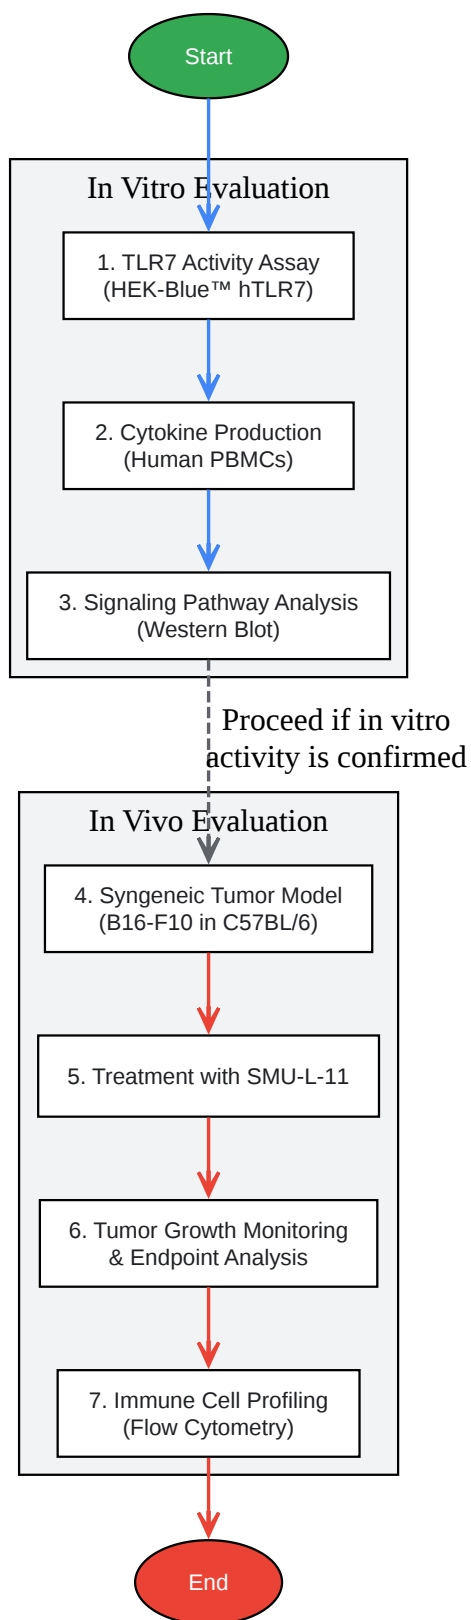 Start
In Vitro Evaluation
1. TLR7 Activity Assay
(HEK-Blue™ hTLR7)
2. Cytokine Production
(Human PBMCs)
3. Signaling Pathway Analysis
(Western Blot)
Proceed if in vitro
activity is confirmed
In Vivo Evaluation
4. Syngeneic Tumor Model
(B16-F10 in C57BL/6)
5. Treatment with SMU-L-11
6. Tumor Growth Monitoring
& Endpoint Analysis
7. Immune Cell Profiling
(Flow Cytometry)
End